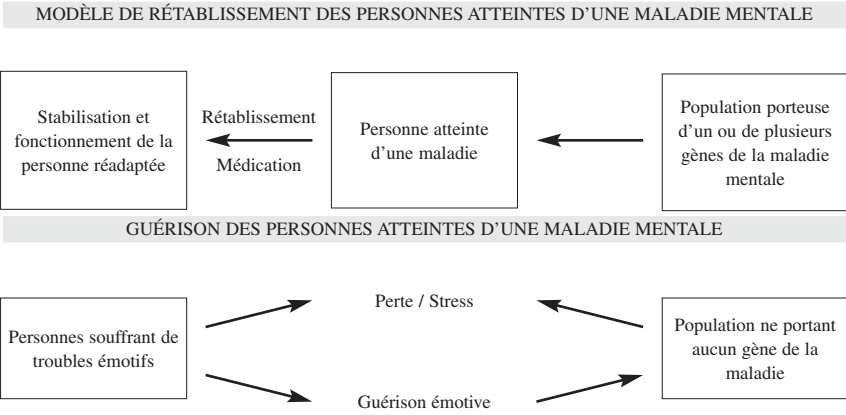 MODÈLE DE RÉTABLISSEMENT DES PERSONNES ATTEINTES D’UNE MALADIE MENTALE
Stabilisation et
fonctionnement de la
personne réadaptée
Rétablissement
Médication
Personne atteinte
d’une maladie
Population porteuse
d’un ou de plusieurs
gènes de la maladie
mentale
GUÉRISON DES PERSONNES ATTEINTES D’UNE MALADIE MENTALE
Personnes souffrant de
troubles émotifs
Perte / Stress
Guérison émotive
Population ne portant
aucun gène de la
maladie